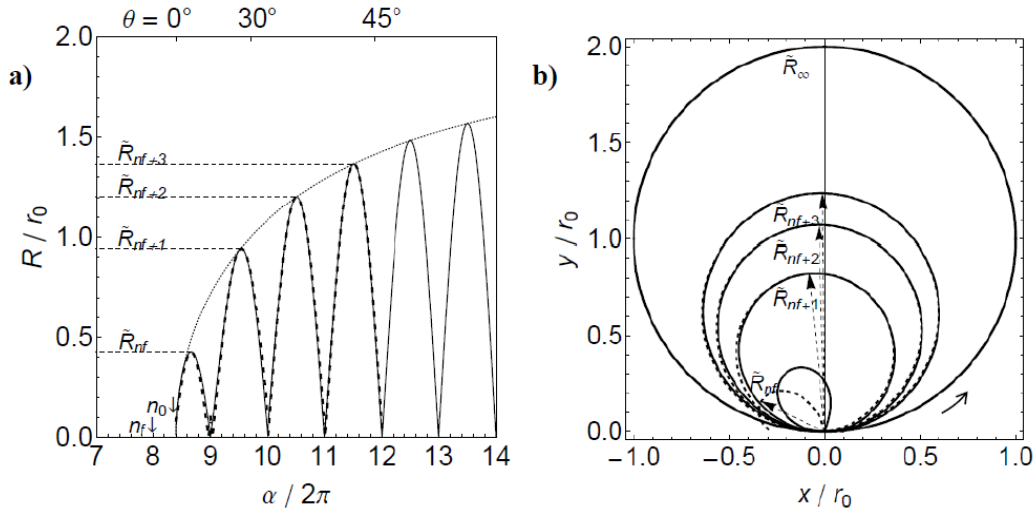 a)
θ = 0° 30° 45°
2.0
1.5
1.0
0.5
0.0
R / r₀
R̃nf+3
R̃nf+2
R̃nf+1
R̃nf
n₀↓
nf↓
7 8 9 10 11 12 13 14
α / 2π
b)
2.0
1.5
1.0
0.5
0.0
y / r₀
R̃∞
R̃nf+3
R̃nf+2
R̃nf+1
R̃nf
−1.0 −0.5 0.0 0.5 1.0
x / r₀